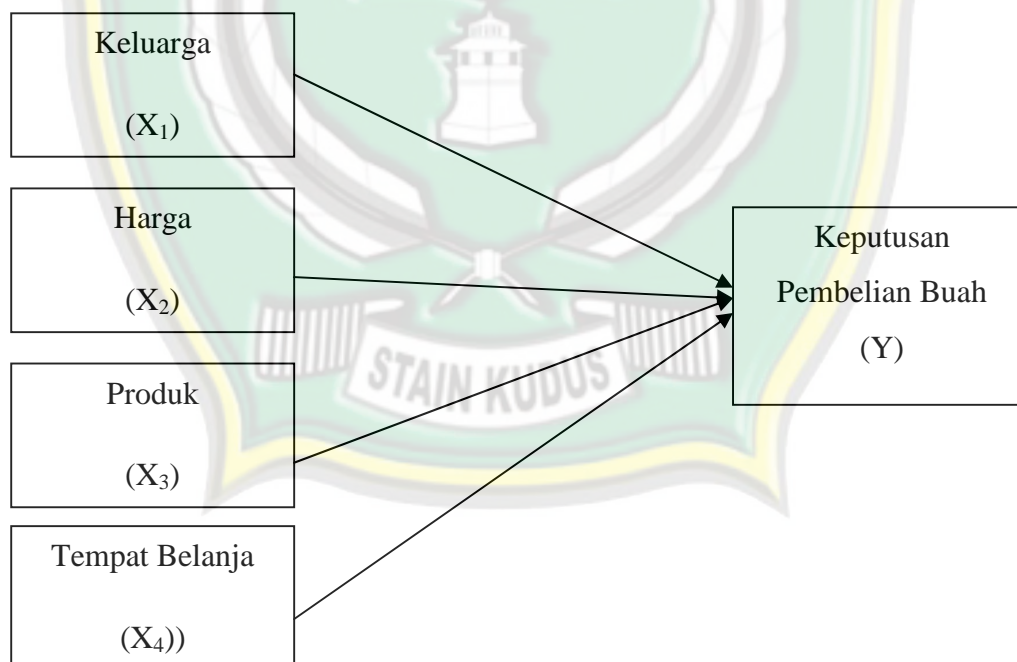 Keluarga
(X₁)
Harga
(X₂)
Produk
(X₃)
Tempat Belanja
(X₄))
Keputusan
Pembelian Buah
(Y)
STAIN KUDUS